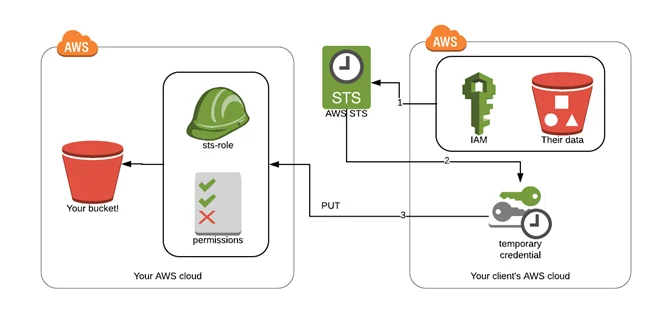 AWS
AWS
STS
AWS STS
1
IAM
Their data
sts-role
2
Your bucket!
permissions
PUT
3
temporary
credential
Your AWS cloud
Your client's AWS cloud